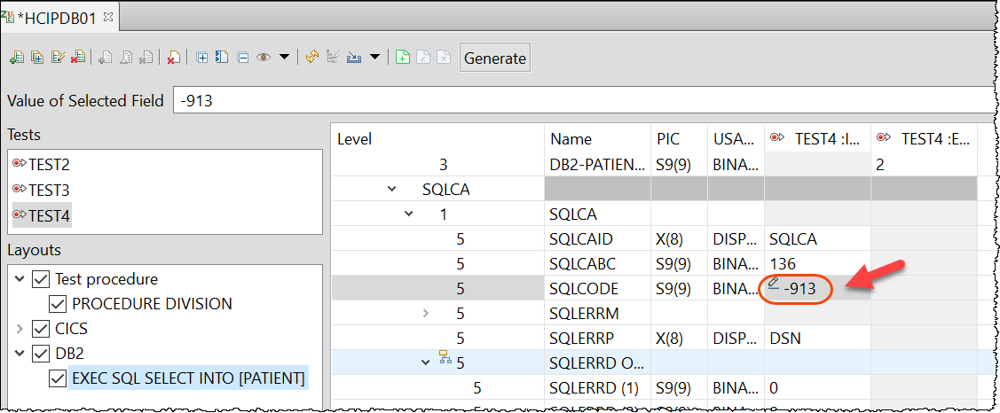 *HCIPDB01
Generate
Value of Selected Field -913
Tests
TEST2
TEST3
TEST4
Layouts
Test procedure
PROCEDURE DIVISION
CICS
DB2
EXEC SQL SELECT INTO [PATIENT]
Level Name PIC USA... TEST4 :I... TEST4 :E...
3 DB2-PATIEN... S9(9) BINA... 2
SQLCA
1 SQLCA
5 SQLCAID X(8) DISP... SQLCA
5 SQLCABC S9(9) BINA... 136
5 SQLCODE S9(9) BINA... -913
5 SQLERRM
5 SQLERRP X(8) DISP... DSN
5 SQLERRD O...
5 SQLERRD (1) S9(9) BINA... 0